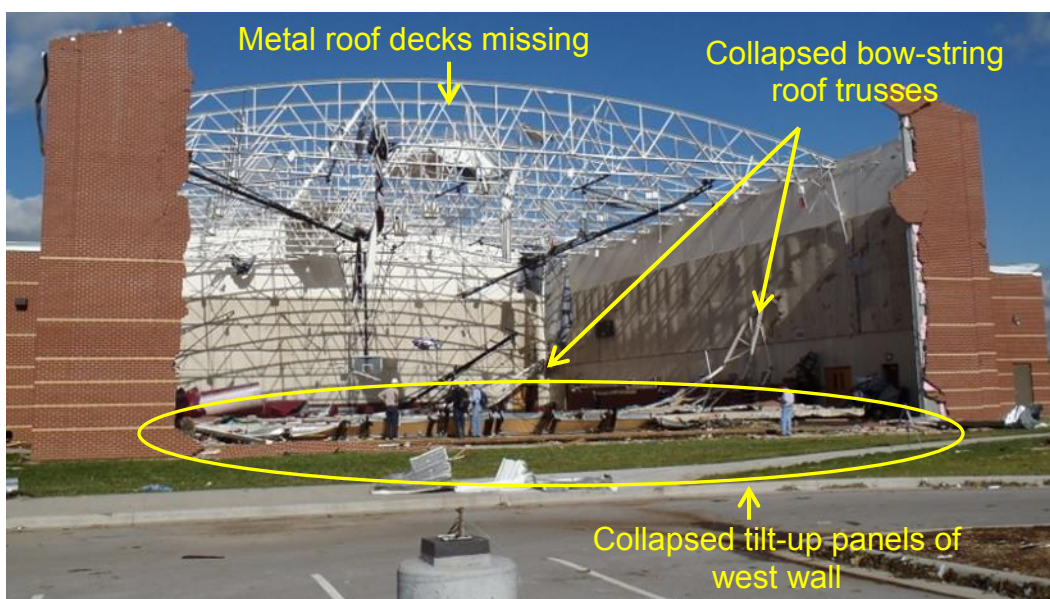 Metal roof decks missing
Collapsed bow-string
roof trusses
Collapsed tilt-up panels of
west wall